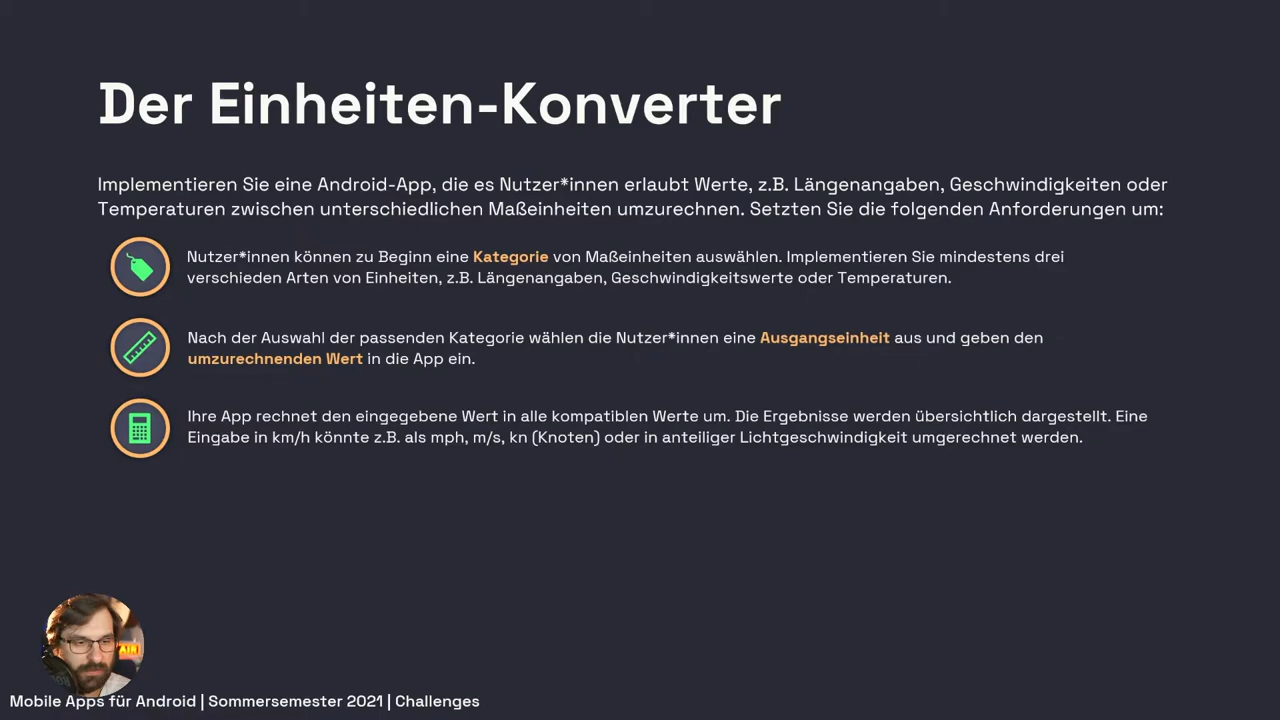 Der Einheiten-Konverter
Implementieren Sie eine Android-App, die es Nutzer*innen erlaubt Werte, z.B. Längenangaben, Geschwindigkeiten oder
Temperaturen zwischen unterschiedlichen Maßeinheiten umzurechnen. Setzten Sie die folgenden Anforderungen um:
Nutzer*innen können zu Beginn eine Kategorie von Maßeinheiten auswählen. Implementieren Sie mindestens drei
verschieden Arten von Einheiten, z.B. Längenangaben, Geschwindigkeitswerte oder Temperaturen.
Nach der Auswahl der passenden Kategorie wählen die Nutzer*innen eine Ausgangseinheit aus und geben den
umzurechnenden Wert in die App ein.
Ihre App rechnet den eingegebene Wert in alle kompatiblen Werte um. Die Ergebnisse werden übersichtlich dargestellt. Eine
Eingabe in km/h könnte z.B. als mph, m/s, kn (Knoten) oder in anteiliger Lichtgeschwindigkeit umgerechnet werden.
AIR
Mobile Apps für Android | Sommersemester 2021 | Challenges